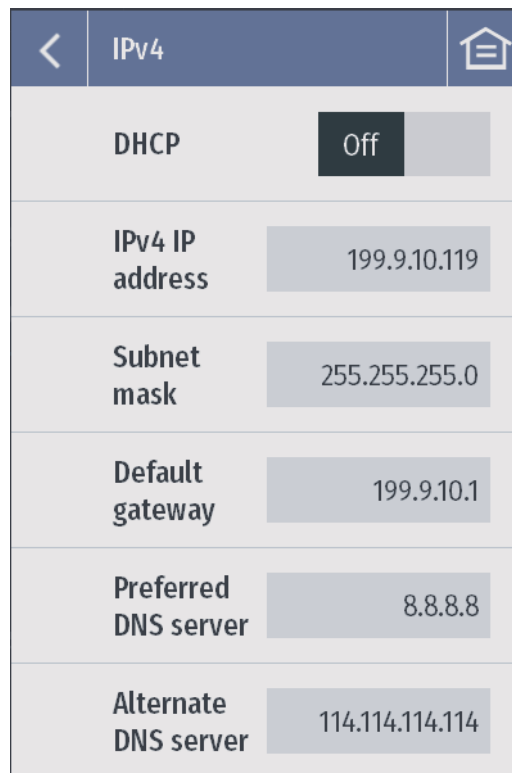 IPv4
DHCP
Off
IPv4 IP
address
199.9.10.119
Subnet
mask
255.255.255.0
Default
gateway
199.9.10.1
Preferred
DNS server
8.8.8.8
Alternate
DNS server
114.114.114.114